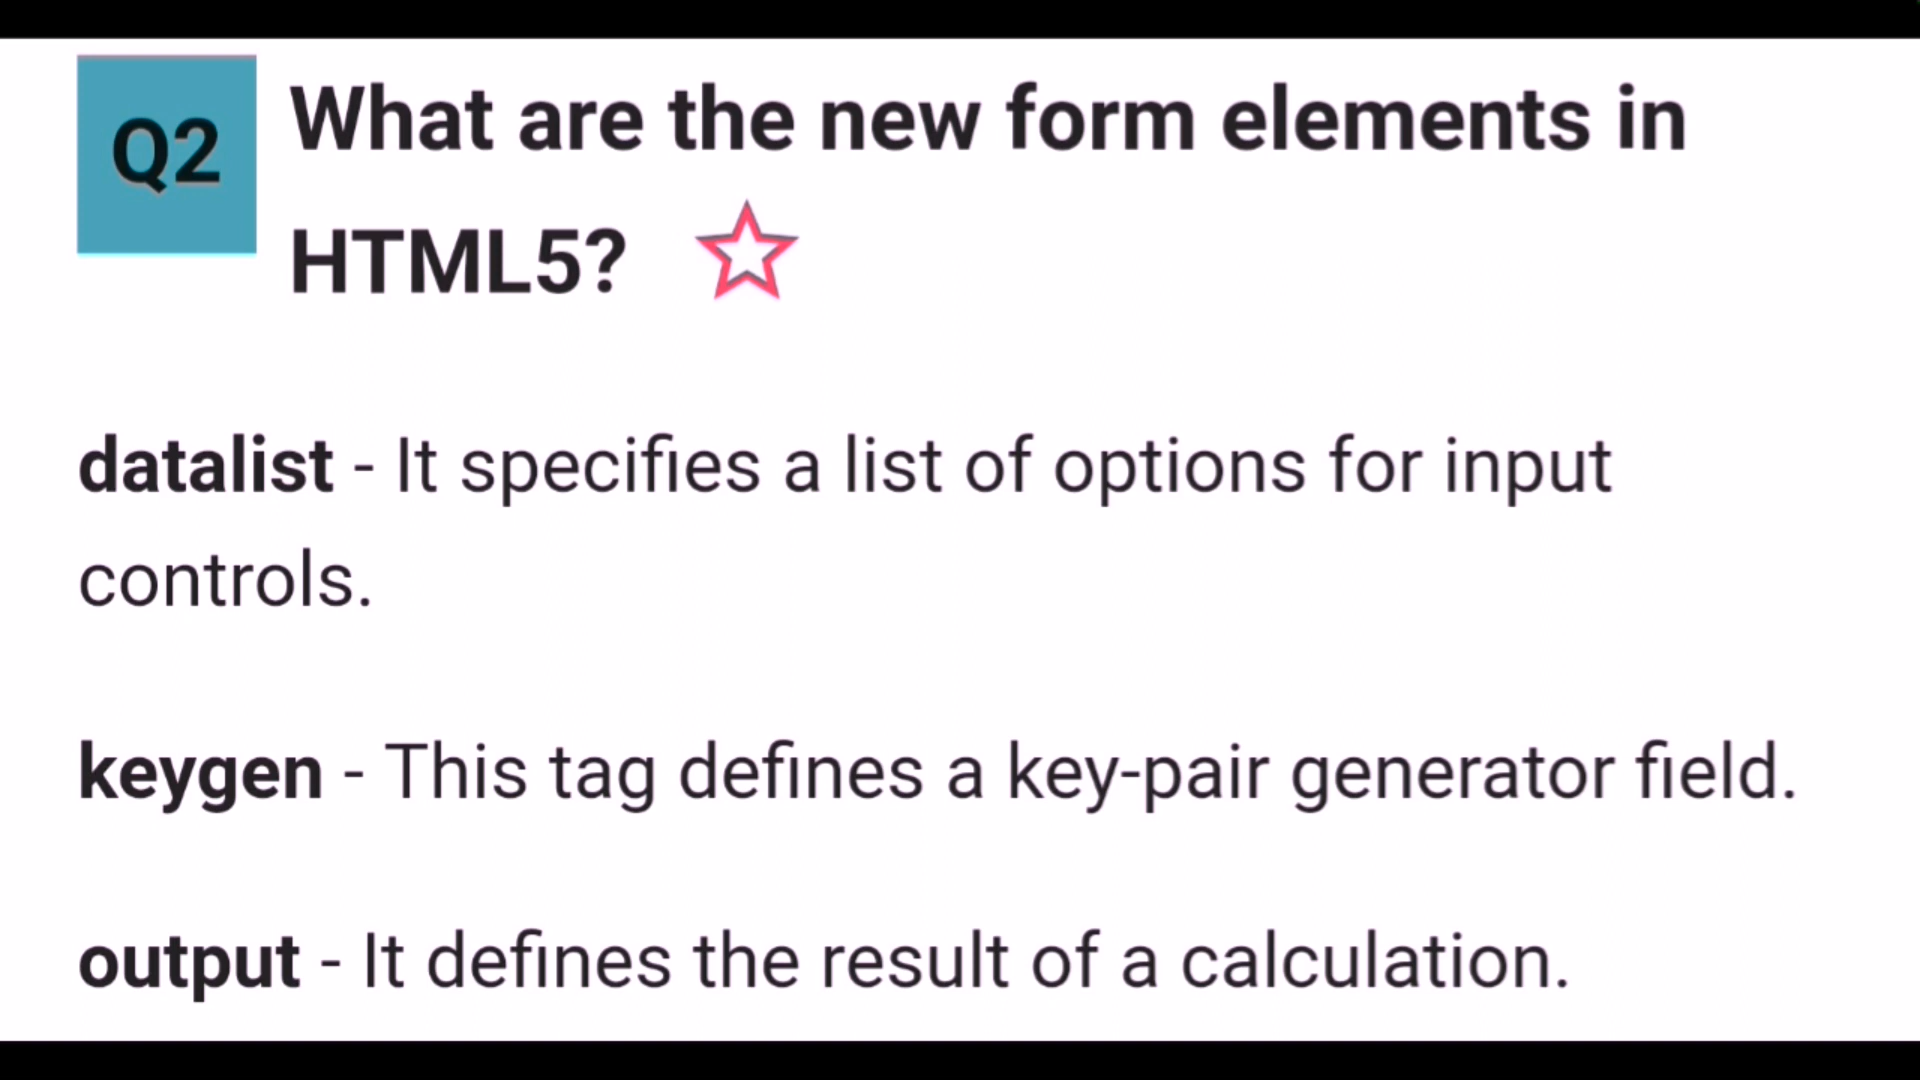 Q2
What are the new form elements in
HTML5?
datalist - It specifies a list of options for input
controls.
keygen - This tag defines a key-pair generator field.
output - It defines the result of a calculation.